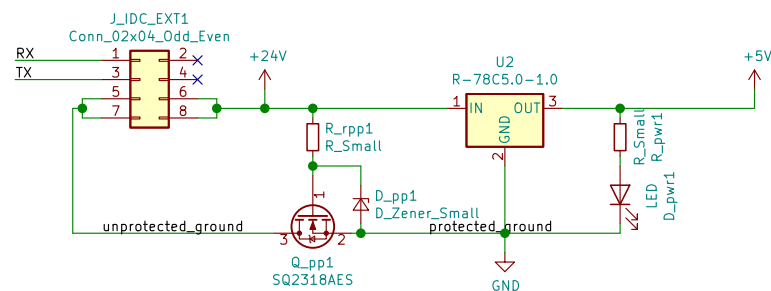 J_IDC_EXT1
Conn_02x04_Odd_Even
RX
TX
1
2
3
4
5
6
7
8
+24V
U2
R-78C5.0-1.0
+5V
1
IN
OUT
3
GND
2
R_rpp1
R_Small
R_Small
R_pwr1
1
D_pp1
D_Zener_Small
LED
D_pwr1
unprotected_ground
3
2
protected_ground
Q_pp1
SQ2318AES
GND